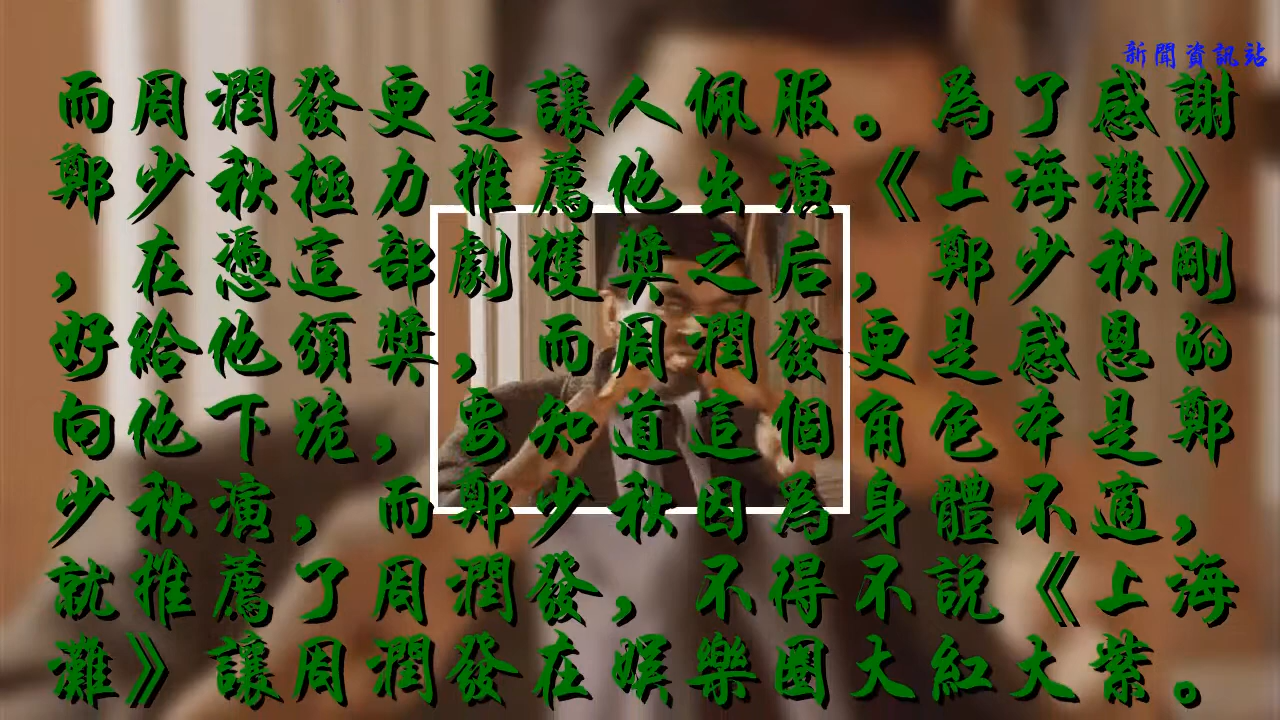 新聞資訊站
而周潤發更是讓人佩服。為了感謝
鄭少秋極力推薦他出演《上海灘》
，在憑這部劇獲獎之后，鄭少秋剛
好給他頒獎，而周潤發更是感恩的
向他下跪，要知道這個角色本是鄭
少秋演，而鄭少秋因為身體不適，
就推薦了周潤發，不得不說《上海
灘》讓周潤發在娛樂圈大紅大紫。